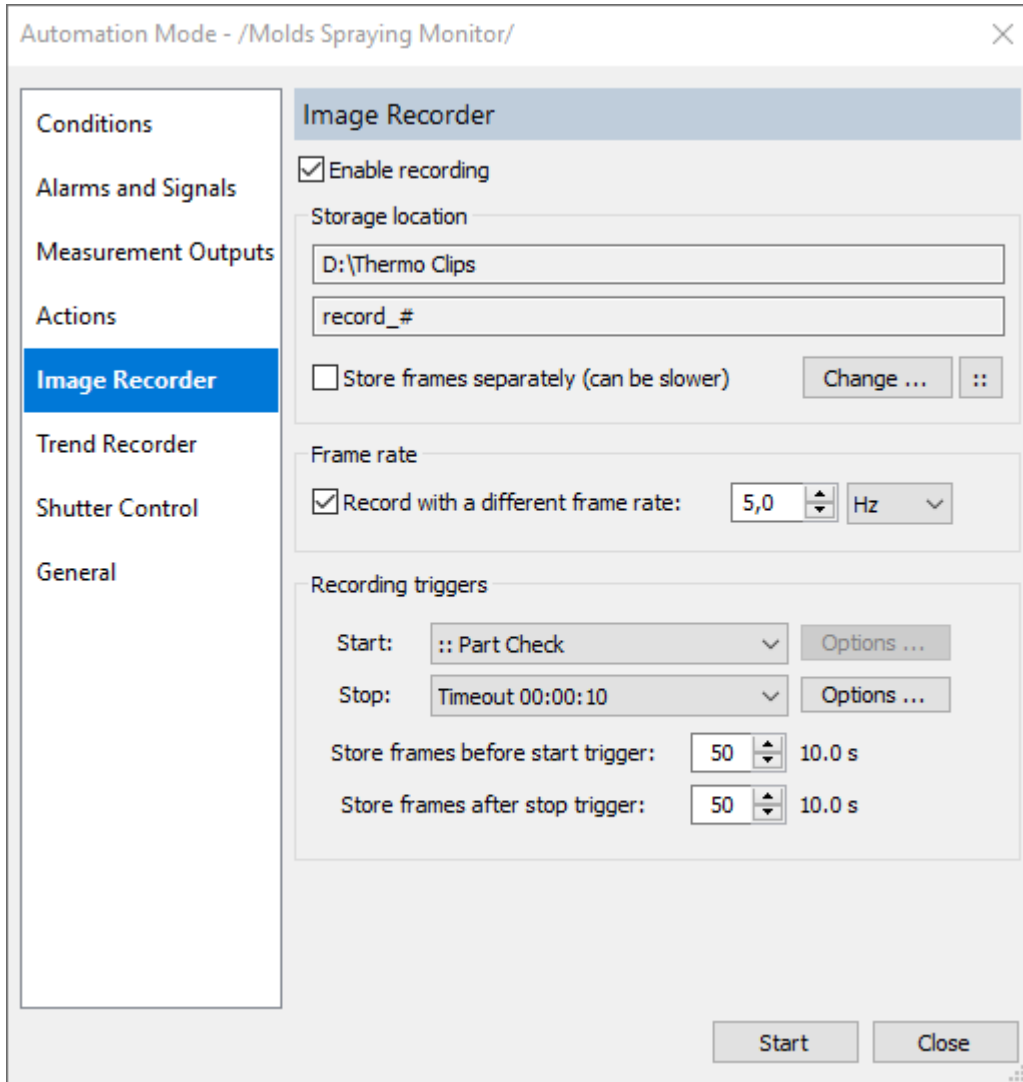 Automation Mode - /Molds Spraying Monitor/
Conditions
Alarms and Signals
Measurement Outputs
Actions
Image Recorder
Trend Recorder
Shutter Control
General
Image Recorder
Enable recording
Storage location
D:\Thermo Clips
record_#
Store frames separately (can be slower) Change ... ::
Frame rate
Record with a different frame rate: 5,0 Hz
Recording triggers
Start: :: Part Check Options ...
Stop: Timeout 00:00:10 Options ...
Store frames before start trigger: 50 10.0 s
Store frames after stop trigger: 50 10.0 s
Start Close